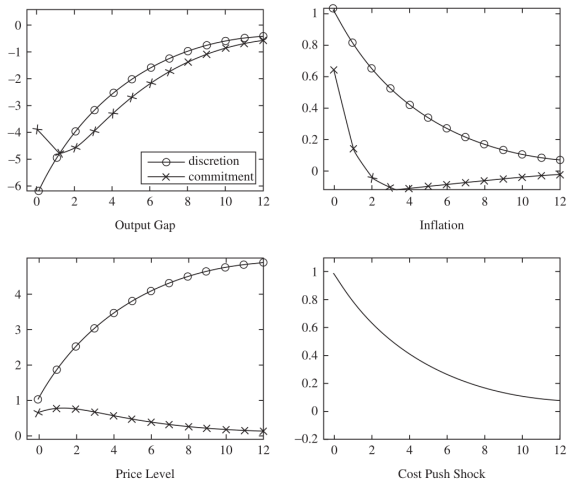 0
−1
−2
−3
−4
−5
−6
discretion
commitment
0 2 4 6 8 10 12
Output Gap
1
0.8
0.6
0.4
0.2
0
0 2 4 6 8 10 12
Inflation
4
3
2
1
0
0 2 4 6 8 10 12
Price Level
1
0.8
0.6
0.4
0.2
0
−0.2
0 2 4 6 8 10 12
Cost Push Shock